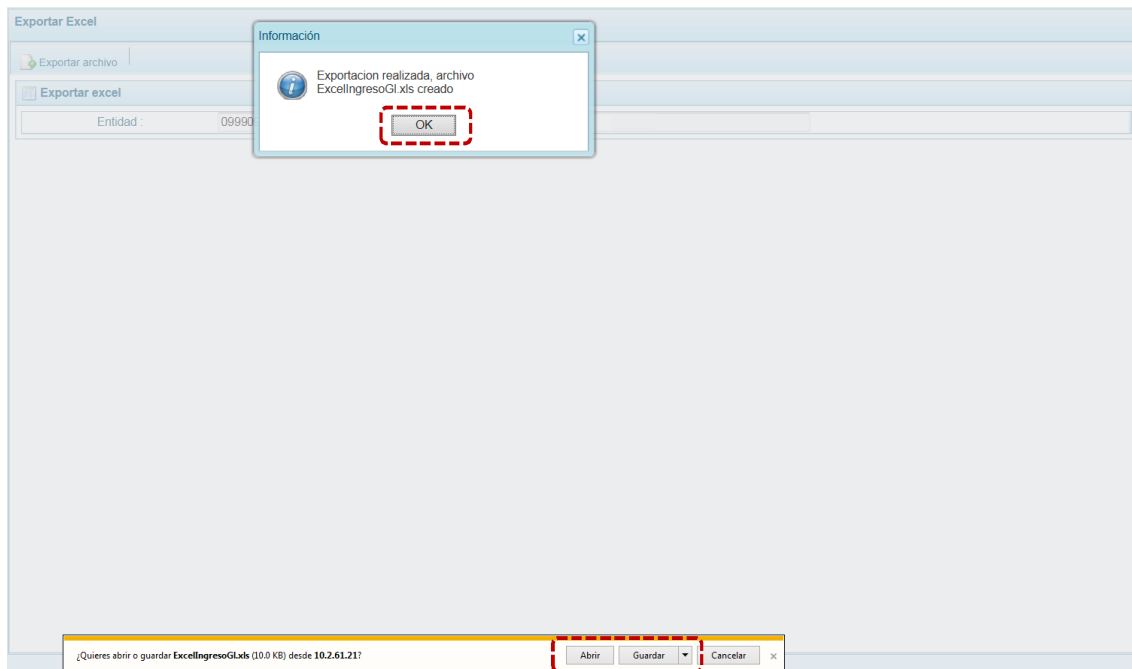 Exportar Excel
Información
Exportar archivo
Exportacion realizada, archivo
ExcelIngresoGI.xls creado
OK
Exportar excel
Entidad :
09990
¿Quieres abrir o guardar ExcelIngresoGI.xls (10.0 KB) desde 10.2.61.21?
Abrir
Guardar
Cancelar